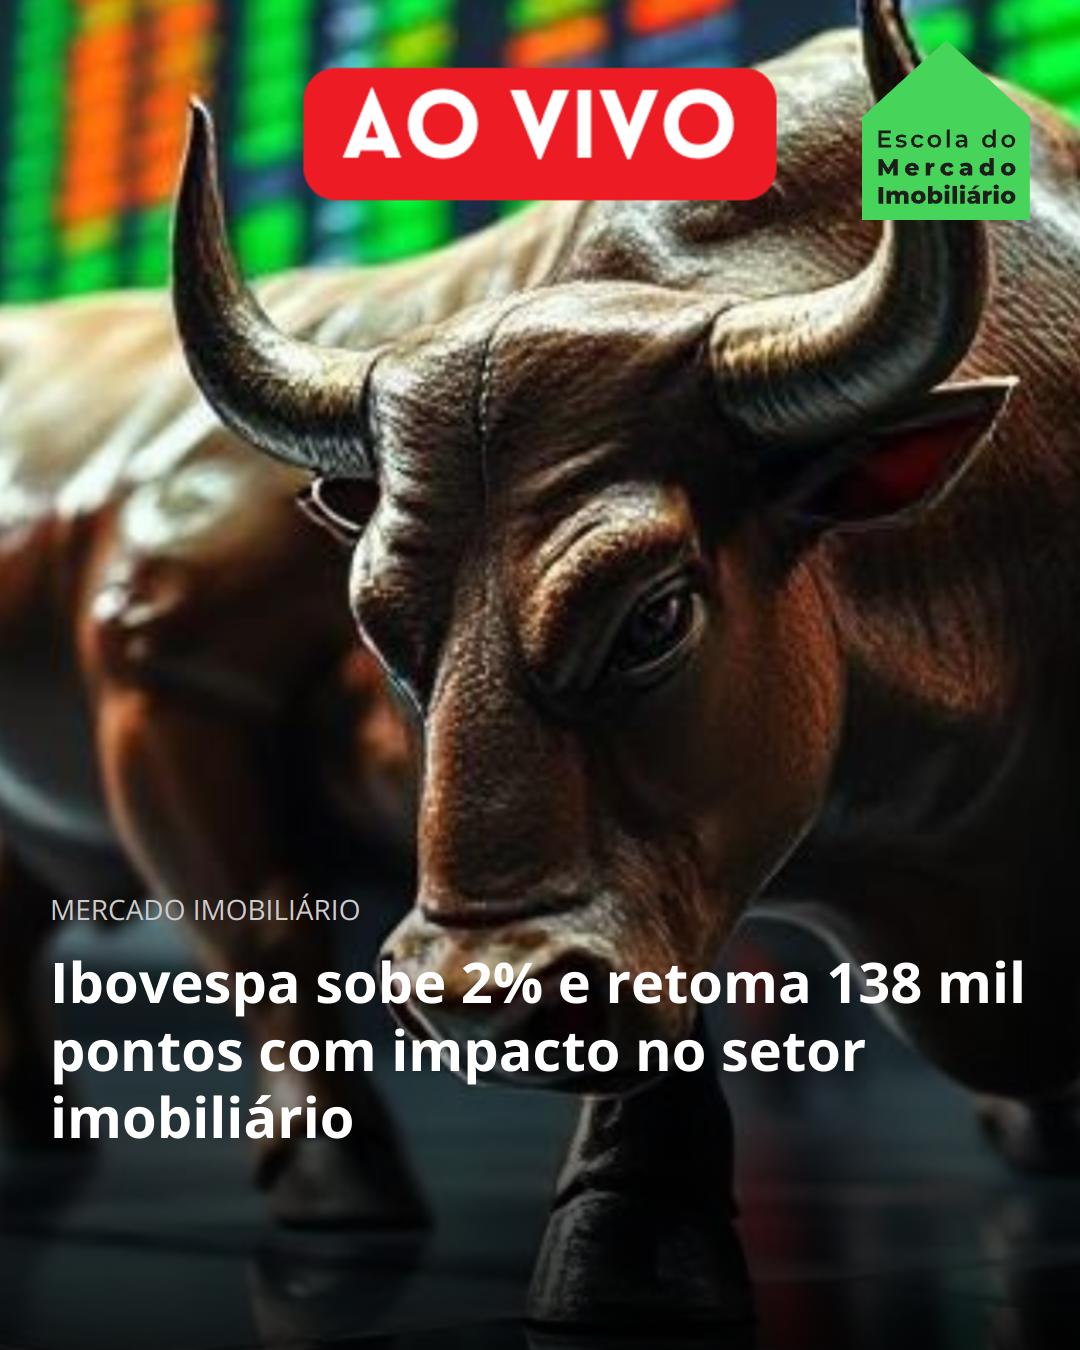 AO VIVO
Escola do
Mercado
Imobiliário
MERCADO IMOBILIÁRIO
Ibovespa sobe 2% e retoma 138 mil
pontos com impacto no setor
imobiliário